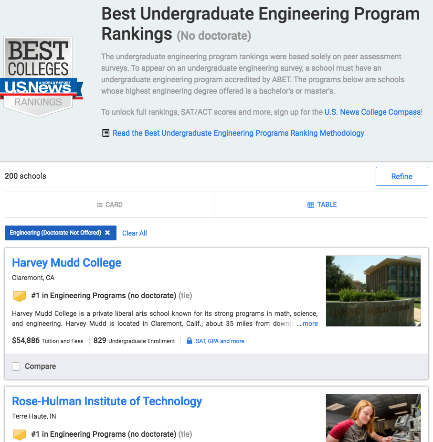 Best Undergraduate Engineering Program
Rankings (No doctorate)
BEST
COLLEGES
U.S.News
RANKINGS
The undergraduate engineering program rankings were based solely on peer assessment
surveys. To appear on an undergraduate engineering survey, a school must have an
undergraduate engineering program accredited by ABET. The programs below are schools
whose highest engineering degree offered is a bachelor's or master's.
To unlock full rankings, SAT/ACT scores and more, sign up for the U.S. News College Compass!
Read the Best Undergraduate Engineering Programs Ranking Methodology
200 schools
Refine
CARD
TABLE
Engineering (Doctorate Not Offered) ×
Clear All
Harvey Mudd College
Claremont, CA
#1 in Engineering Programs (no doctorate) (tie)
Harvey Mudd College is a private liberal arts school known for its strong programs in math, science,
and engineering. Harvey Mudd is located in Claremont, Calif., about 35 miles from down ... more
$54,886 Tuition and Fees
829 Undergraduate Enrollment
SAT, GPA and more
Compare
Rose-Hulman Institute of Technology
Terre Haute, IN
#1 in Engineering Programs (no doctorate) (tie)